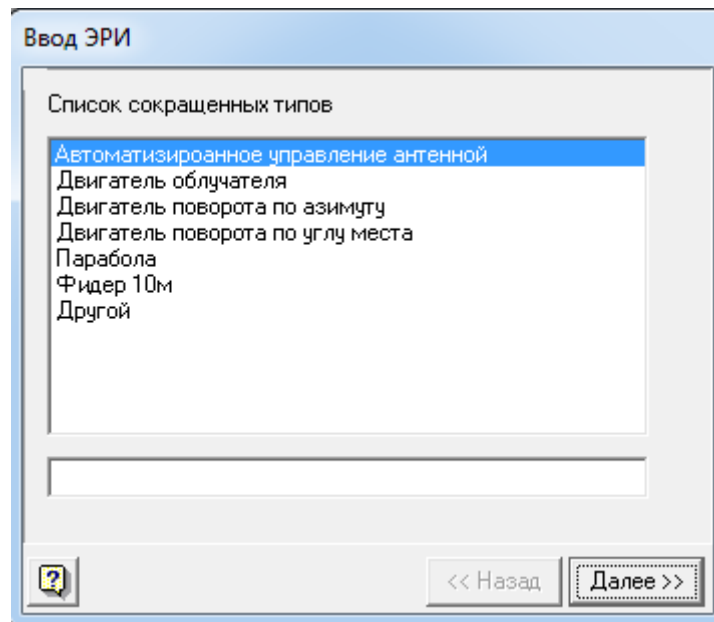 Ввод ЭРИ
Список сокращенных типов
Автоматизироанное управление антенной
Двигатель облучателя
Двигатель поворота по азимуту
Двигатель поворота по углу места
Парабола
Фидер 10м
Другой
<< Назад Далее >>